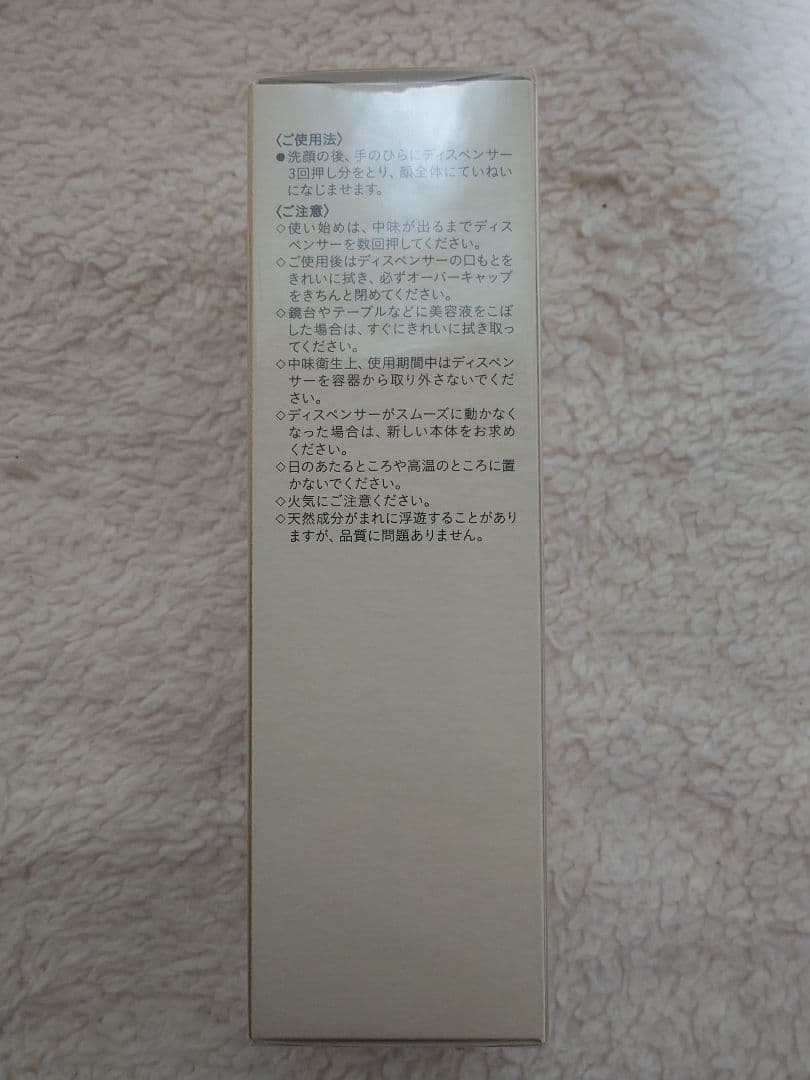 〈ご使用法〉
●洗顔の後、手のひらにディスペンサー
3回押し分をとり、顔全体にていねい
になじませます。
〈ご注意〉
◇使い始めは、中味が出るまでディス
ペンサーを数回押してください。
◇ご使用後はディスペンサーの口もとを
きれいに拭き、必ずオーバーキャップ
をきちんと閉めてください。
◇鏡台やテーブルなどに美容液をこぼ
した場合は、すぐにきれいに拭き取っ
てください。
◇中味衛生上、使用期間中はディスペン
サーを容器から取り外さないでくだ
さい。
◇ディスペンサーがスムーズに動かなく
なった場合は、新しい本体をお求め
ください。
◇日のあたるところや高温のところに置
かないでください。
◇火気にご注意ください。
◇天然成分がまれに浮遊することがあり
ますが、品質に問題ありません。